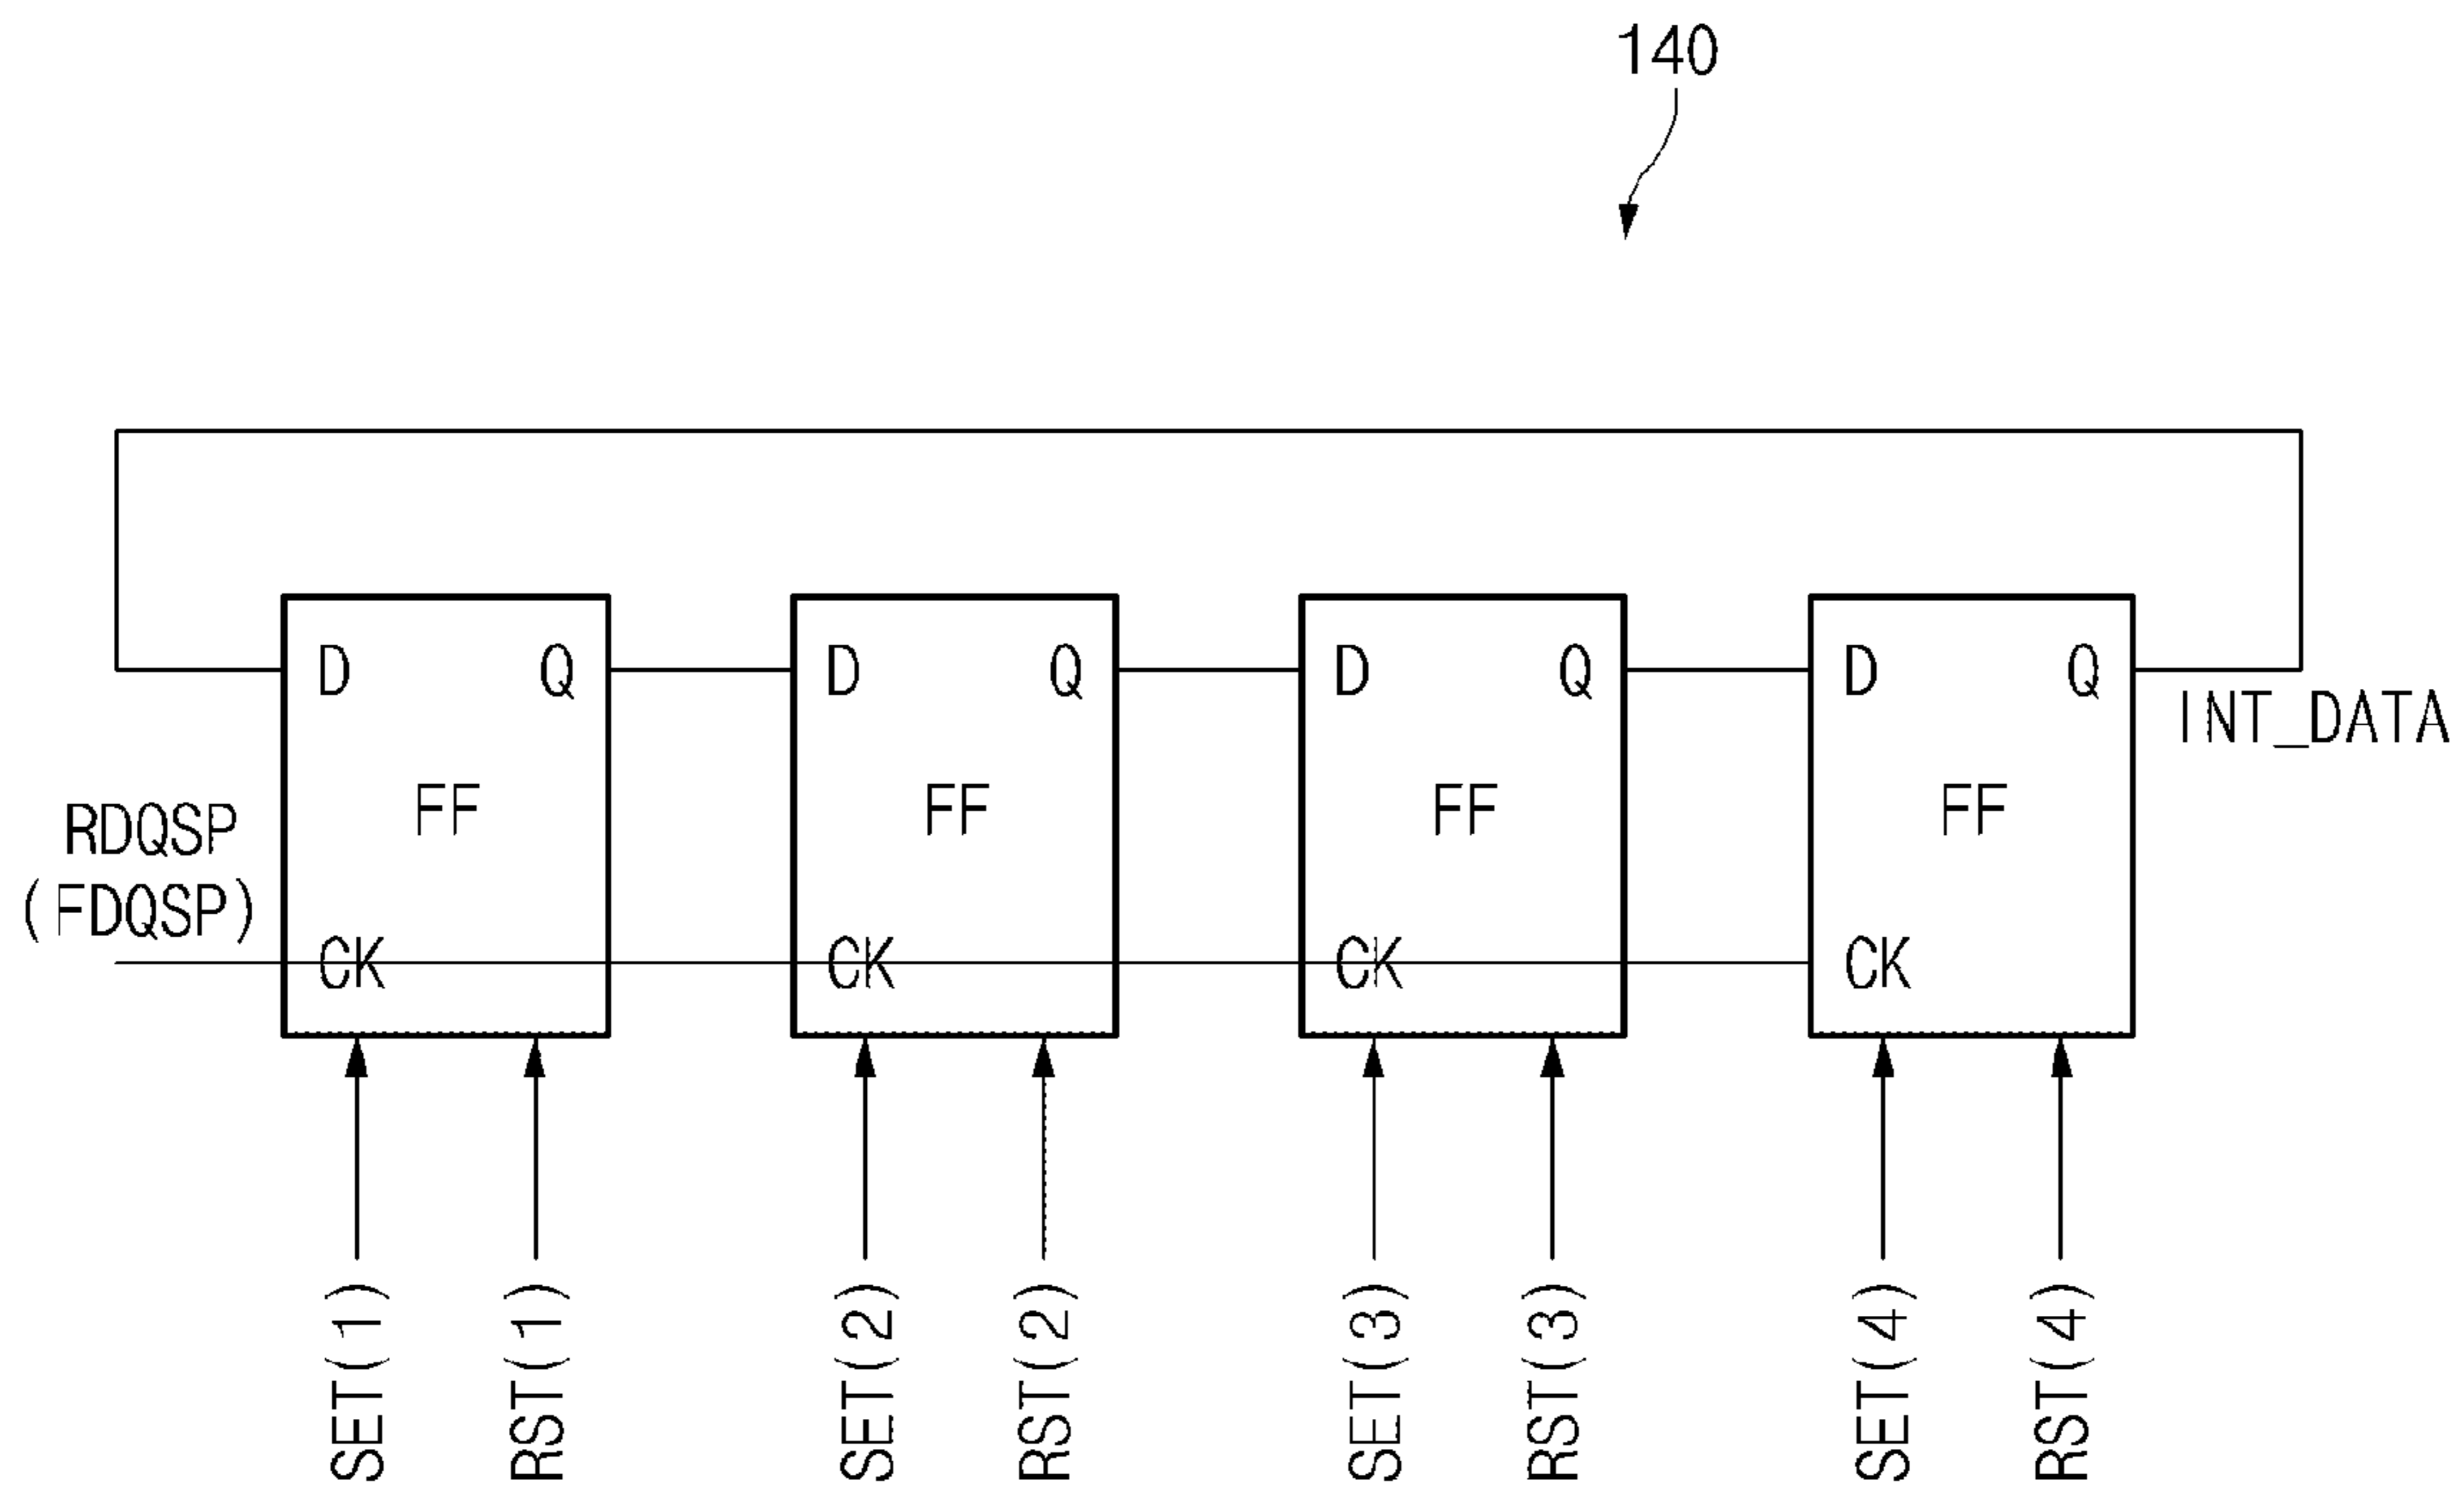 140
D Q D Q D Q D Q
INT_DATA
FF FF FF FF
RDQSP
(FDQSP)
CK CK CK CK
SET(1) RST(1) SET(2) RST(2) SET(3) RST(3) SET(4) RST(4)